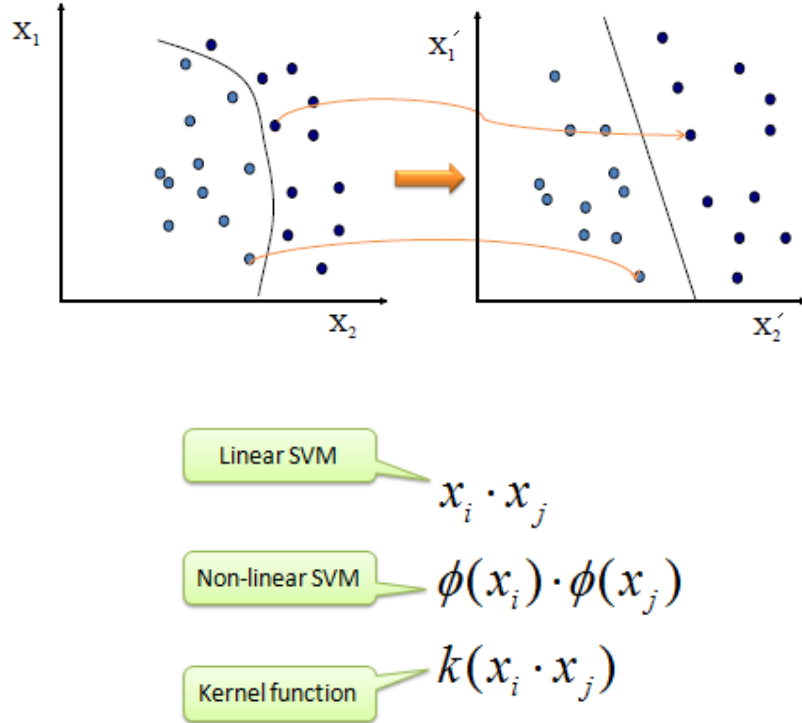 X₁
X₂
X₁′
X₂′
Linear SVM
xᵢ · xⱼ
Non-linear SVM
ϕ(xᵢ) · ϕ(xⱼ)
Kernel function
k(xᵢ · xⱼ)